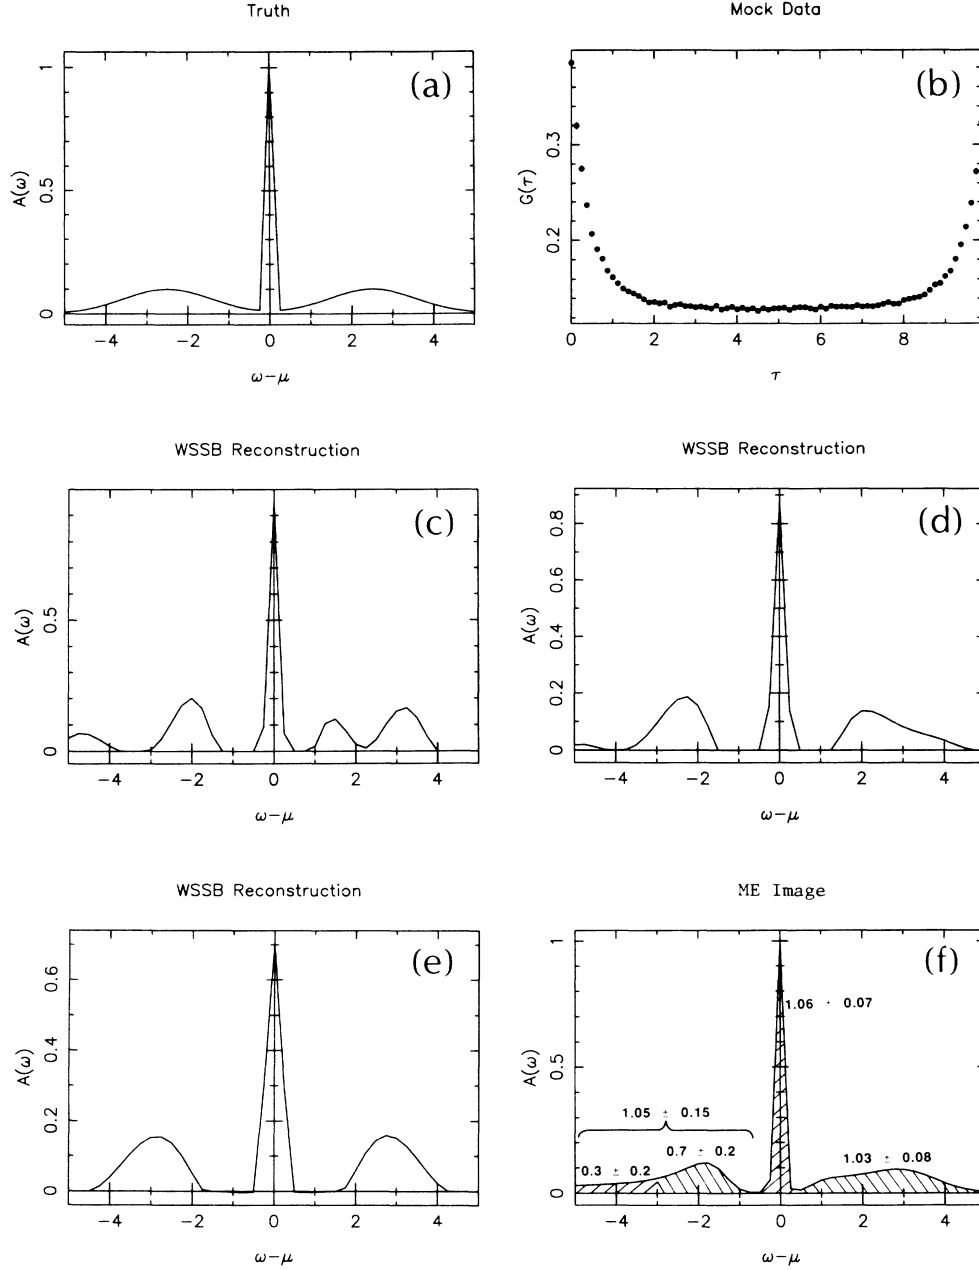 Truth
(a)
A(ω)
1
0.5
0
−4 −2 0 2 4
ω−μ
Mock Data
(b)
G(τ)
0.3
0.2
0 2 4 6 8
τ
WSSB Reconstruction
(c)
A(ω)
0.5
0
−4 −2 0 2 4
ω−μ
WSSB Reconstruction
(d)
A(ω)
0.8
0.6
0.4
0.2
0
−4 −2 0 2 4
ω−μ
WSSB Reconstruction
(e)
A(ω)
0.6
0.4
0.2
0
−4 −2 0 2 4
ω−μ
ME Image
(f)
A(ω)
1
0.5
0
1.06 + 0.07
1.05 ± 0.15
0.7 ± 0.2
0.3 ± 0.2
1.03 ± 0.08
−4 −2 0 2 4
ω−μ